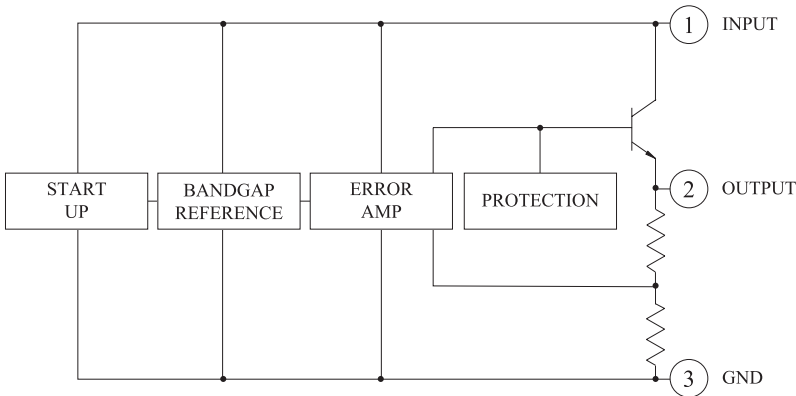 1 INPUT
START
UP
BANDGAP
REFERENCE
ERROR
AMP
PROTECTION
2 OUTPUT
3 GND